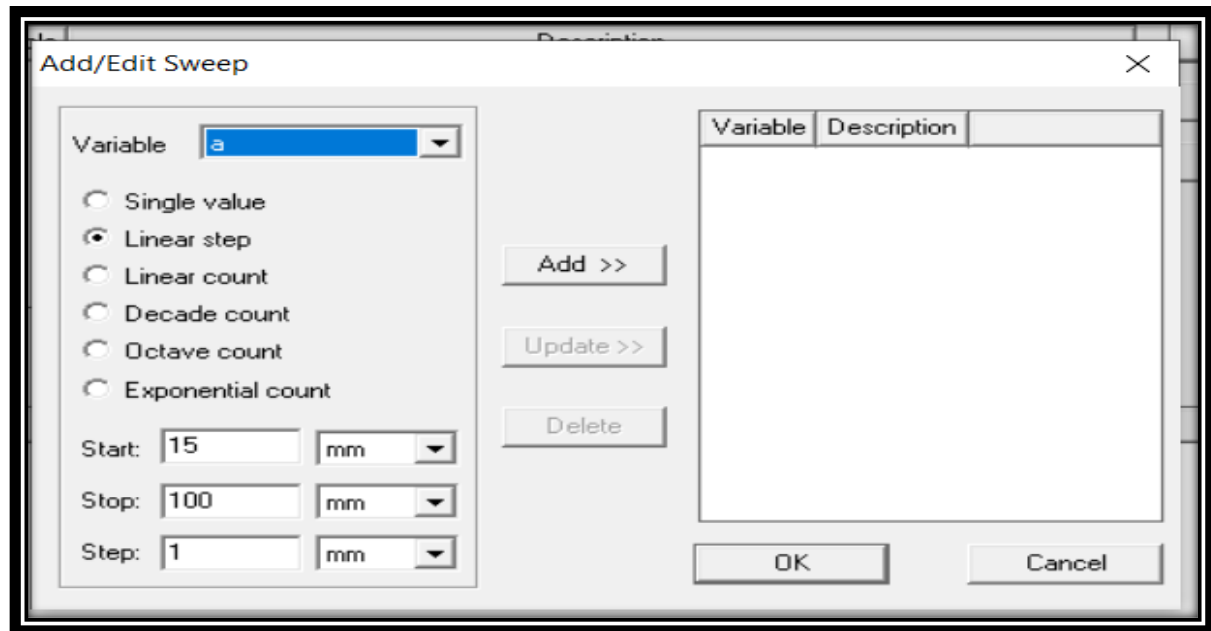 Description
Add/Edit Sweep
Variable a
Single value
Linear step
Linear count
Decade count
Octave count
Exponential count
Start: 15 mm
Stop: 100 mm
Step: 1 mm
Add >>
Update >>
Delete
Variable Description
OK Cancel